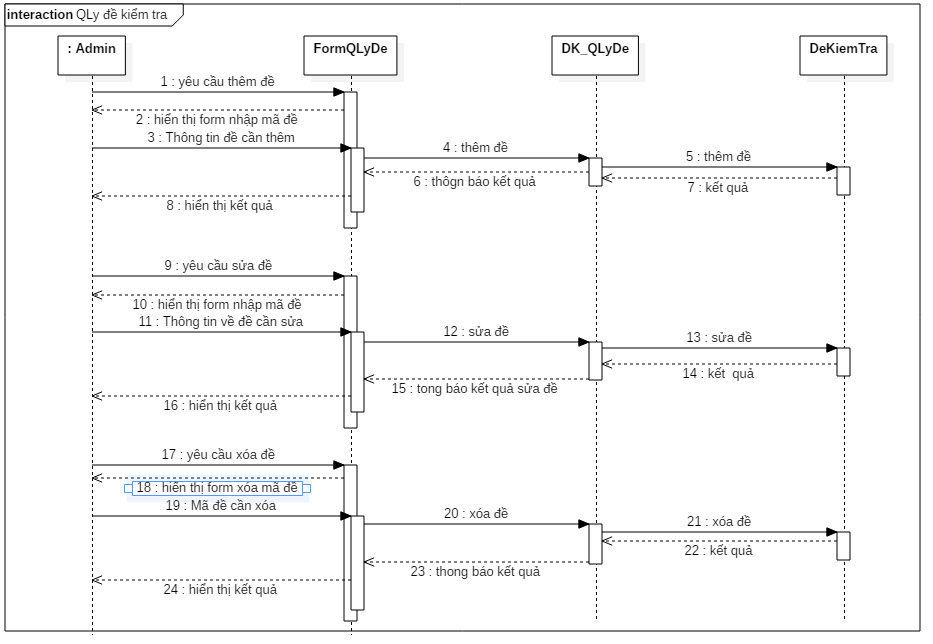 interaction QLy đề kiểm tra
: Admin
FormQLyDe
DK_QLyDe
DeKiemTra
1 : yêu cầu thêm đề
2 : hiển thị form nhập mã đề
3 : Thông tin đề cần thêm
4 : thêm đề
5 : thêm đề
6 : thôgn báo kết quả
7 : kết quả
8 : hiển thị kết quả
9 : yêu cầu sửa đề
10 : hiển thị form nhập mã đề
11 : Thông tin về đề cần sửa
12 : sửa đề
13 : sửa đề
14 : kết  quả
15 : tong báo kết quả sửa đề
16 : hiển thị kết quả
17 : yêu cầu xóa đề
18 : hiển thị form xóa mã đề
19 : Mã đề cần xóa
20 : xóa đề
21 : xóa đề
22 : kết quả
23 : thong báo kết quả
24 : hiển thị kết quả